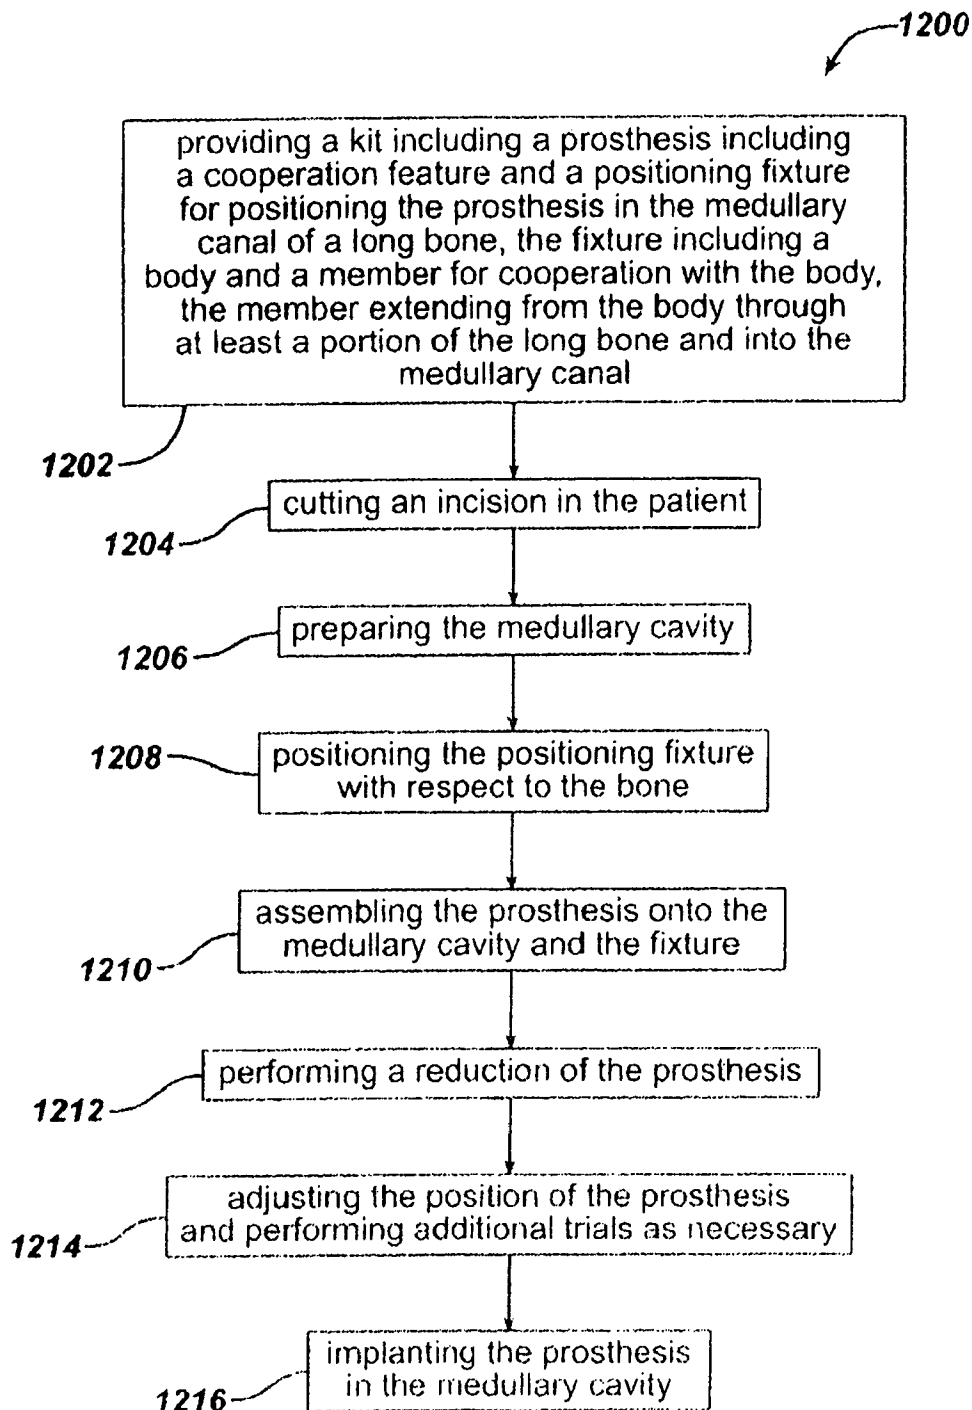 1200
providing a kit including a prosthesis including
a cooperation feature and a positioning fixture
for positioning the prosthesis in the medullary
canal of a long bone, the fixture including a
body and a member for cooperation with the body,
the member extending from the body through
at least a portion of the long bone and into the
medullary canal
1202
cutting an incision in the patient
1204
preparing the medullary cavity
1206
1208
positioning the positioning fixture
with respect to the bone
assembling the prosthesis onto the
medullary cavity and the fixture
1210
performing a reduction of the prosthesis
1212
adjusting the position of the prosthesis
and performing additional trials as necessary
1214
implanting the prosthesis
in the medullary cavity
1216